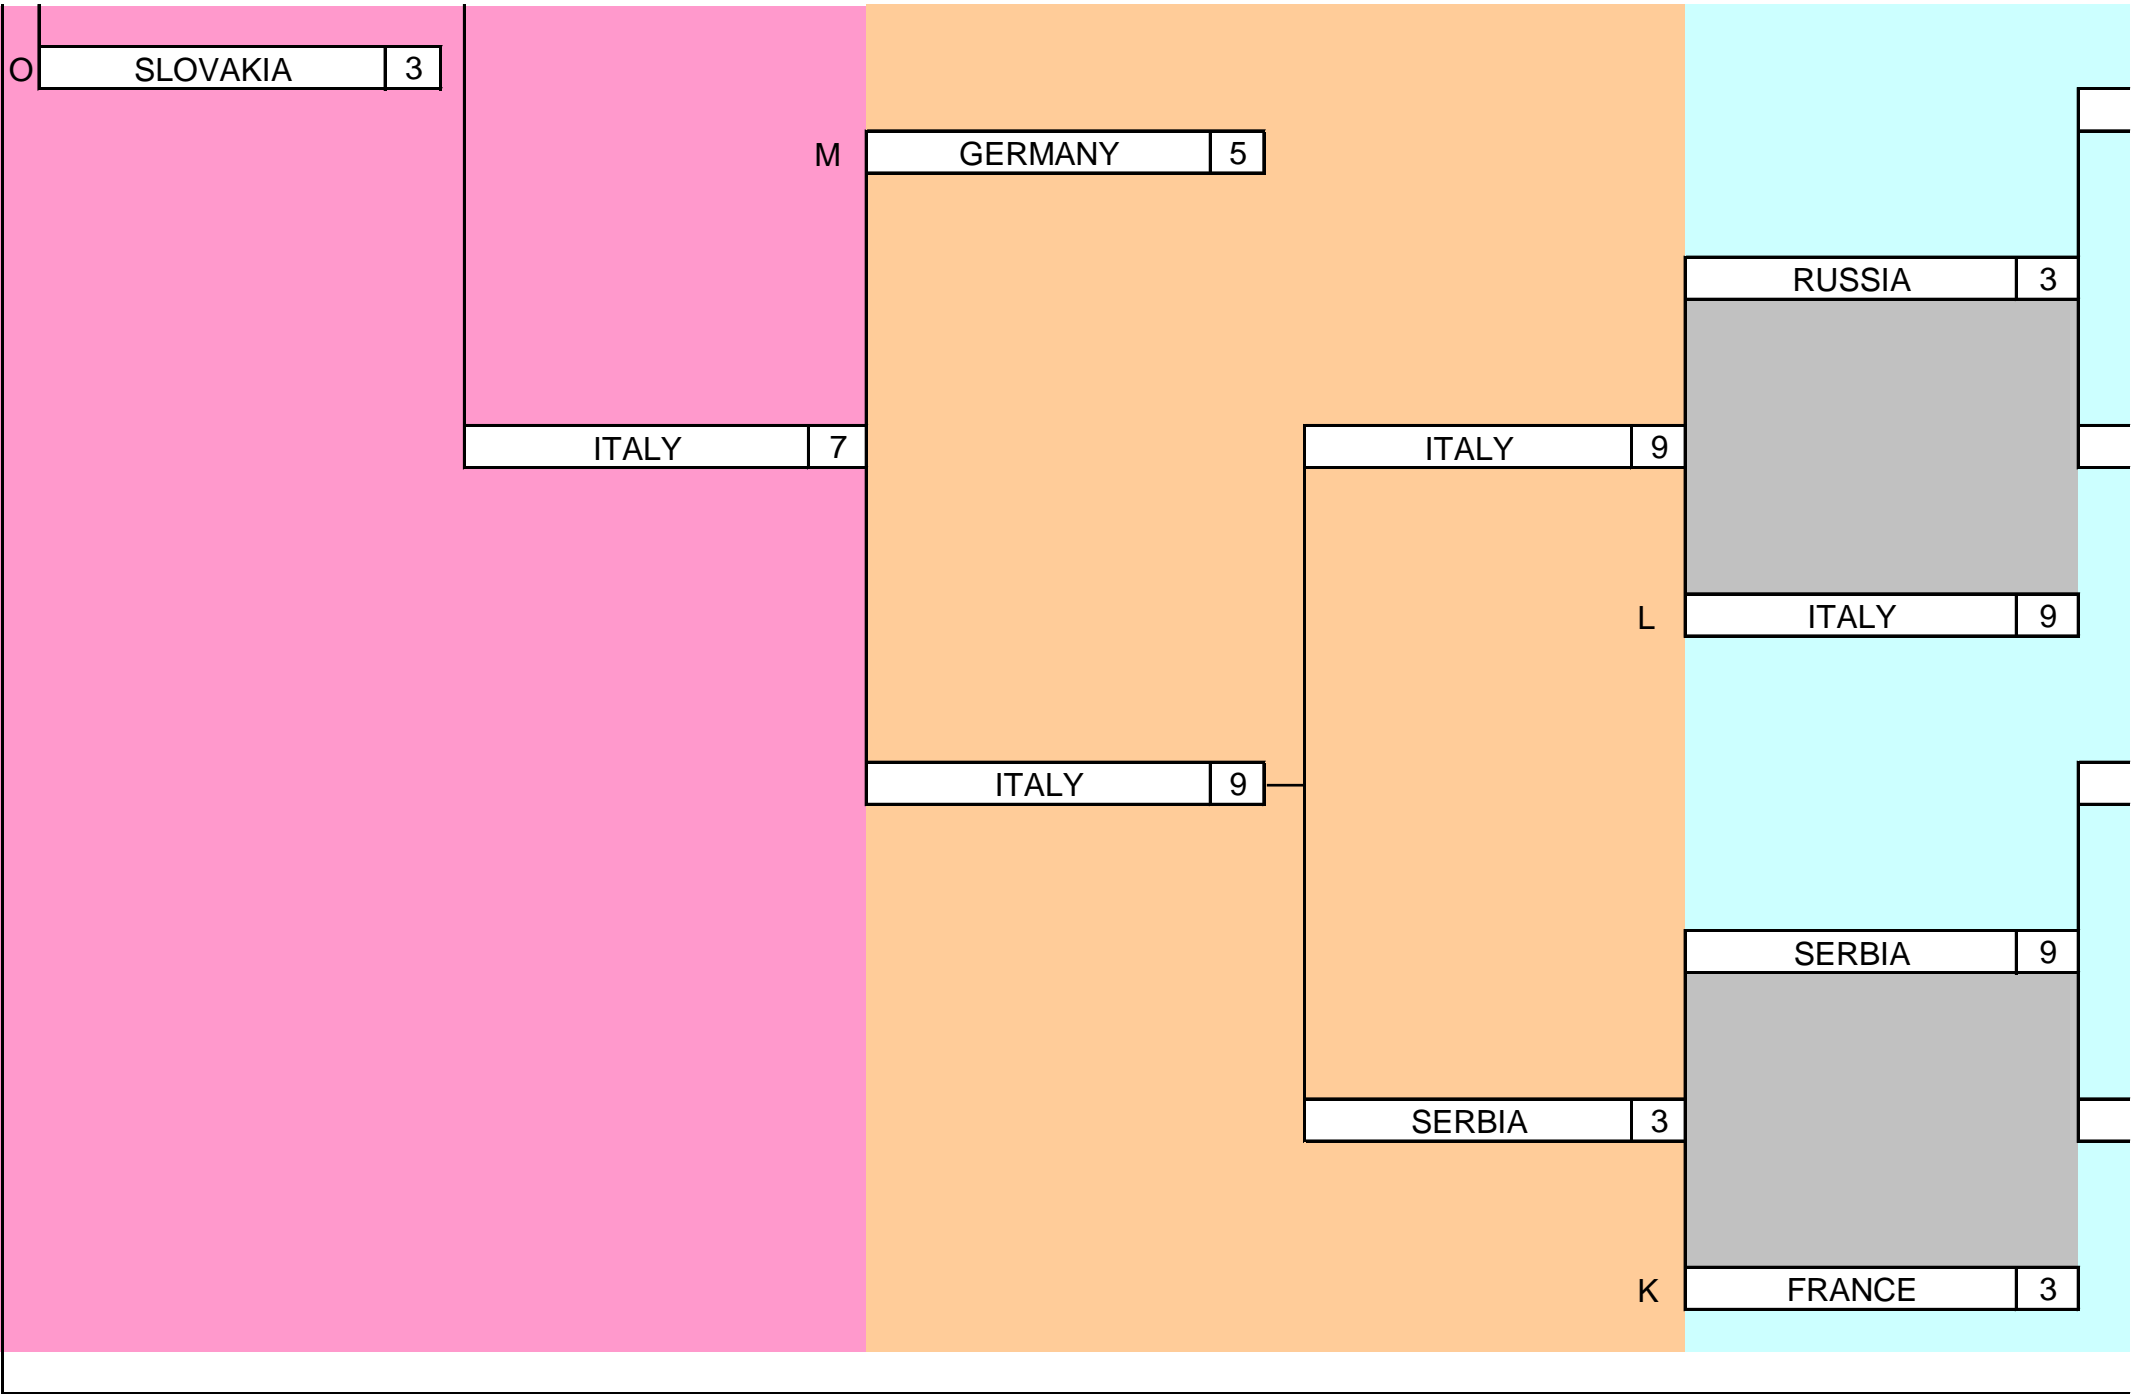 O SLOVAKIA 3
M GERMANY 5
RUSSIA 3
ITALY 7
ITALY 9
L ITALY 9
ITALY 9
SERBIA 9
SERBIA 3
K FRANCE 3